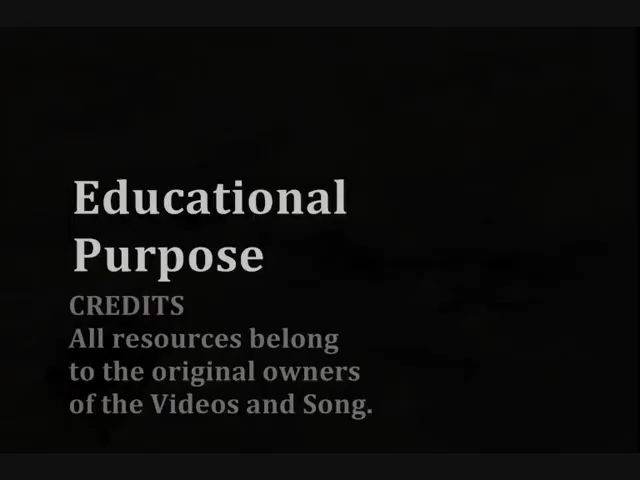 Educational
Purpose
CREDITS
All resources belong
to the original owners
of the Videos and Song.